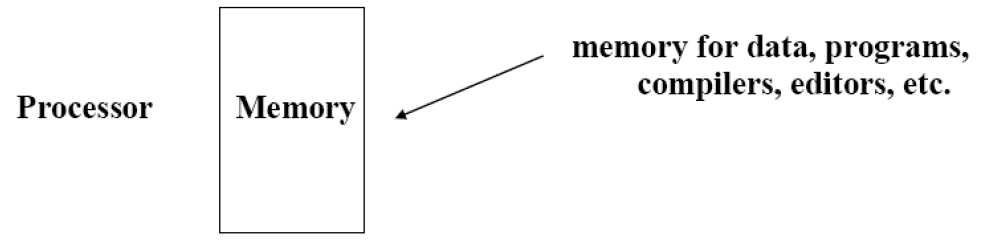 Processor
Memory
memory for data, programs,
compilers, editors, etc.